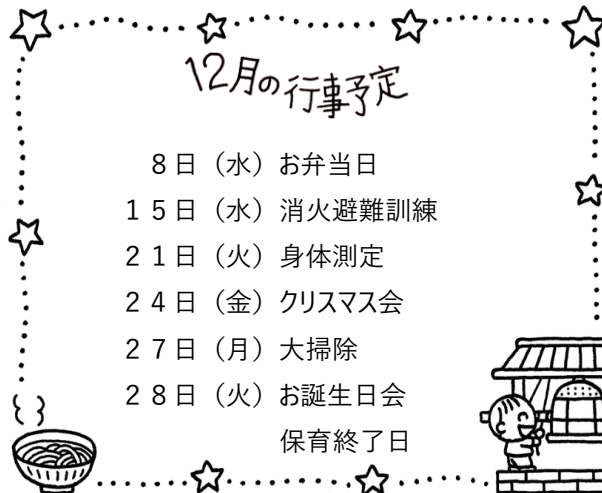 12月の行事予定
８日（水）お弁当日
１５日（水）消火避難訓練
２１日（火）身体測定
２４日（金）クリスマス会
２７日（月）大掃除
２８日（火）お誕生日会
保育終了日